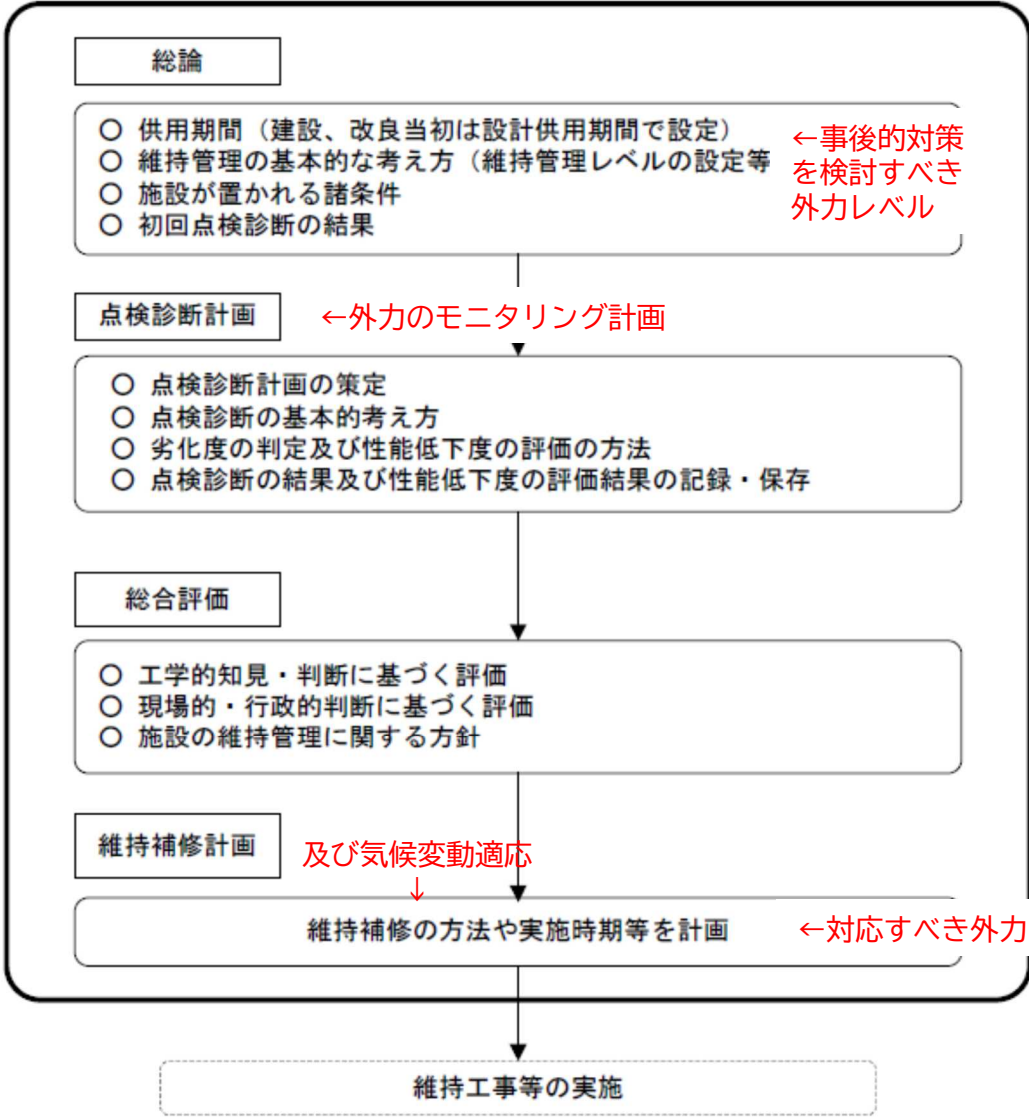 総論
○ 供用期間（建設、改良当初は設計供用期間で設定）
○ 維持管理の基本的な考え方（維持管理レベルの設定等
○ 施設が置かれる諸条件
○ 初回点検診断の結果
←事後的対策
を検討すべき
外力レベル
点検診断計画
←外力のモニタリング計画
○ 点検診断計画の策定
○ 点検診断の基本的考え方
○ 劣化度の判定及び性能低下度の評価の方法
○ 点検診断の結果及び性能低下度の評価結果の記録・保存
総合評価
○ 工学的知見・判断に基づく評価
○ 現場的・行政的判断に基づく評価
○ 施設の維持管理に関する方針
維持補修計画
及び気候変動適応
↓
維持補修の方法や実施時期等を計画
←対応すべき外力
維持工事等の実施